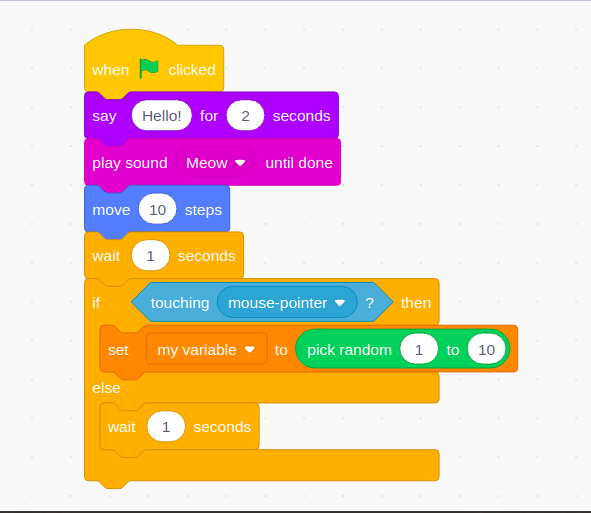 when clicked
say Hello! for 2 seconds
play sound Meow until done
move 10 steps
wait 1 seconds
if touching mouse-pointer ? then
set my variable to pick random 1 to 10
else
wait 1 seconds